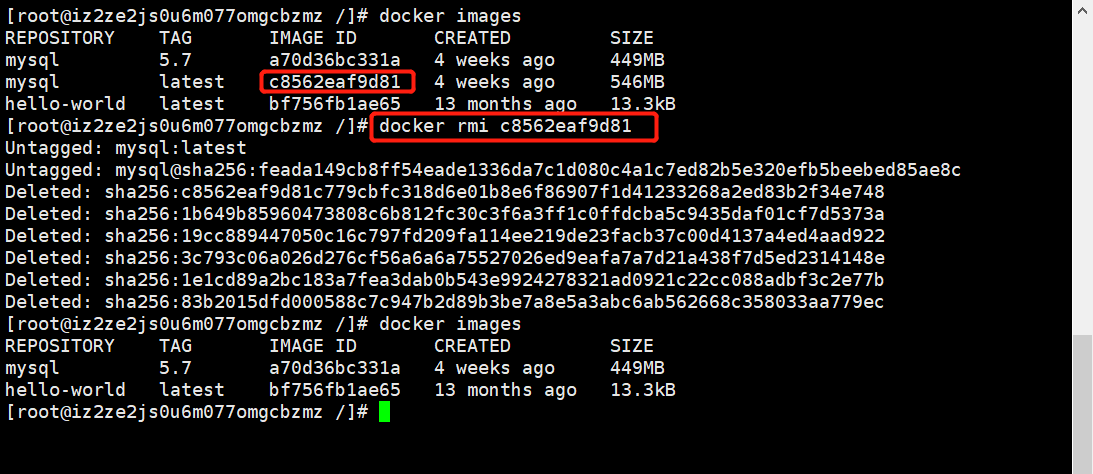 [root@iz2ze2js0u6m077omgcbzmz /]# docker images
REPOSITORY    TAG       IMAGE ID       CREATED         SIZE
mysql         5.7       a70d36bc331a   4 weeks ago     449MB
mysql         latest    c8562eaf9d81   4 weeks ago     546MB
hello-world   latest    bf756fb1ae65   13 months ago   13.3kB
[root@iz2ze2js0u6m077omgcbzmz /]# docker rmi c8562eaf9d81
Untagged: mysql:latest
Untagged: mysql@sha256:feada149cb8ff54eade1336da7c1d080c4a1c7ed82b5e320efb5beebed85ae8c
Deleted: sha256:c8562eaf9d81c779cbfc318d6e01b8e6f86907f1d41233268a2ed83b2f34e748
Deleted: sha256:1b649b85960473808c6b812fc30c3f6a3ff1c0ffdcba5c9435daf01cf7d5373a
Deleted: sha256:19cc889447050c16c797fd209fa114ee219de23facb37c00d4137a4ed4aad922
Deleted: sha256:3c793c06a026d276cf56a6a6a75527026ed9eafa7a7d21a438f7d5ed2314148e
Deleted: sha256:1e1cd89a2bc183a7fea3dab0b543e9924278321ad0921c22cc088adbf3c2e77b
Deleted: sha256:83b2015dfd000588c7c947b2d89b3be7a8e5a3abc6ab562668c358033aa779ec
[root@iz2ze2js0u6m077omgcbzmz /]# docker images
REPOSITORY    TAG       IMAGE ID       CREATED         SIZE
mysql         5.7       a70d36bc331a   4 weeks ago     449MB
hello-world   latest    bf756fb1ae65   13 months ago   13.3kB
[root@iz2ze2js0u6m077omgcbzmz /]#